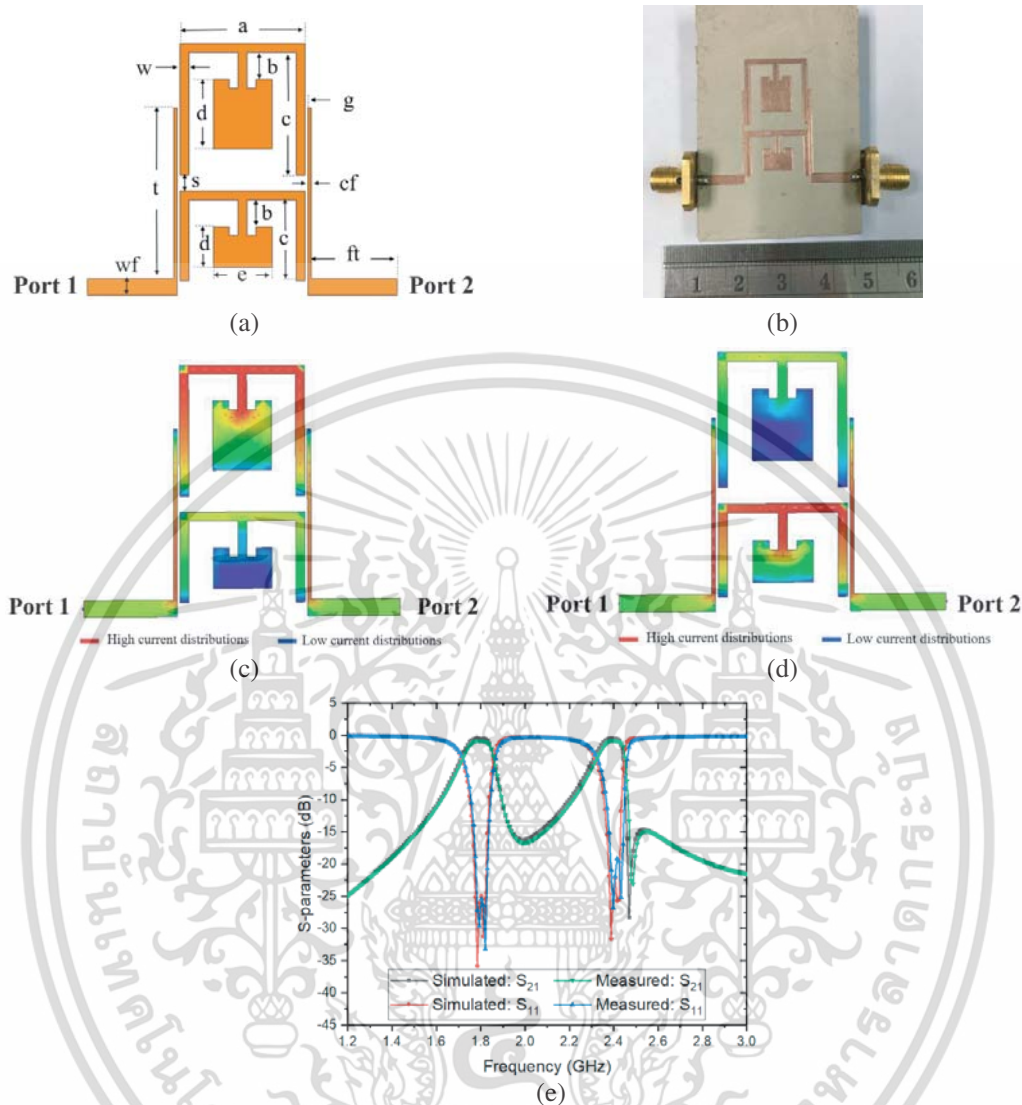 a
w
b
g
d
c
t
s
cf
b
d
c
ft
wf
e
Port 1
Port 2
(a)
1 2 3 4 5 6
(b)
Port 1
Port 2
High current distributions
Low current distributions
(c)
Port 1
Port 2
High current distributions
Low current distributions
(d)
5
0
-5
-10
-15
-20
-25
-30
-35
-40
-45
S-parameters (dB)
Simulated: S21
Measured: S21
Simulated: S11
Measured: S11
1.2 1.4 1.6 1.8 2.0 2.2 2.4 2.6 2.8 3.0
Frequency (GHz)
(e)